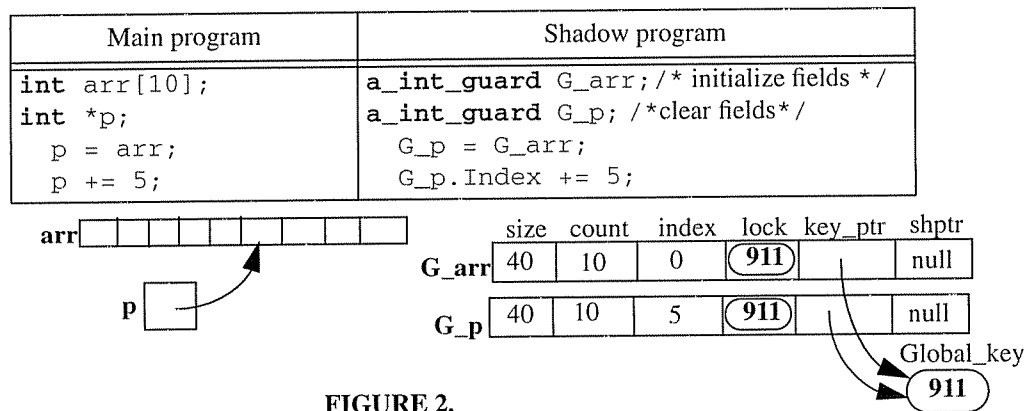 Main program Shadow program
int arr[10]; a_int_guard G_arr; /* initialize fields */
int *p; a_int_guard G_p; /*clear fields*/
p = arr; G_p = G_arr;
p += 5; G_p.Index += 5;
size count index lock key_ptr shptr
arr
G_arr 40 10 0 911 null
p
G_p 40 10 5 911 null
Global_key
911
FIGURE 2.